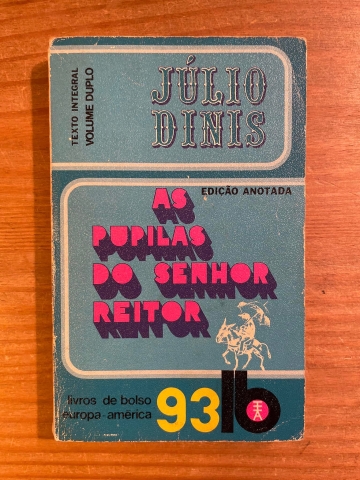 TEXTO INTEGRAL
VOLUME DUPLO
JÚLIO
DINIS
EDIÇÃO ANOTADA
AS
PUPILAS
DO SENHOR
REITOR
livros de bolso
europa-américa
93
lb